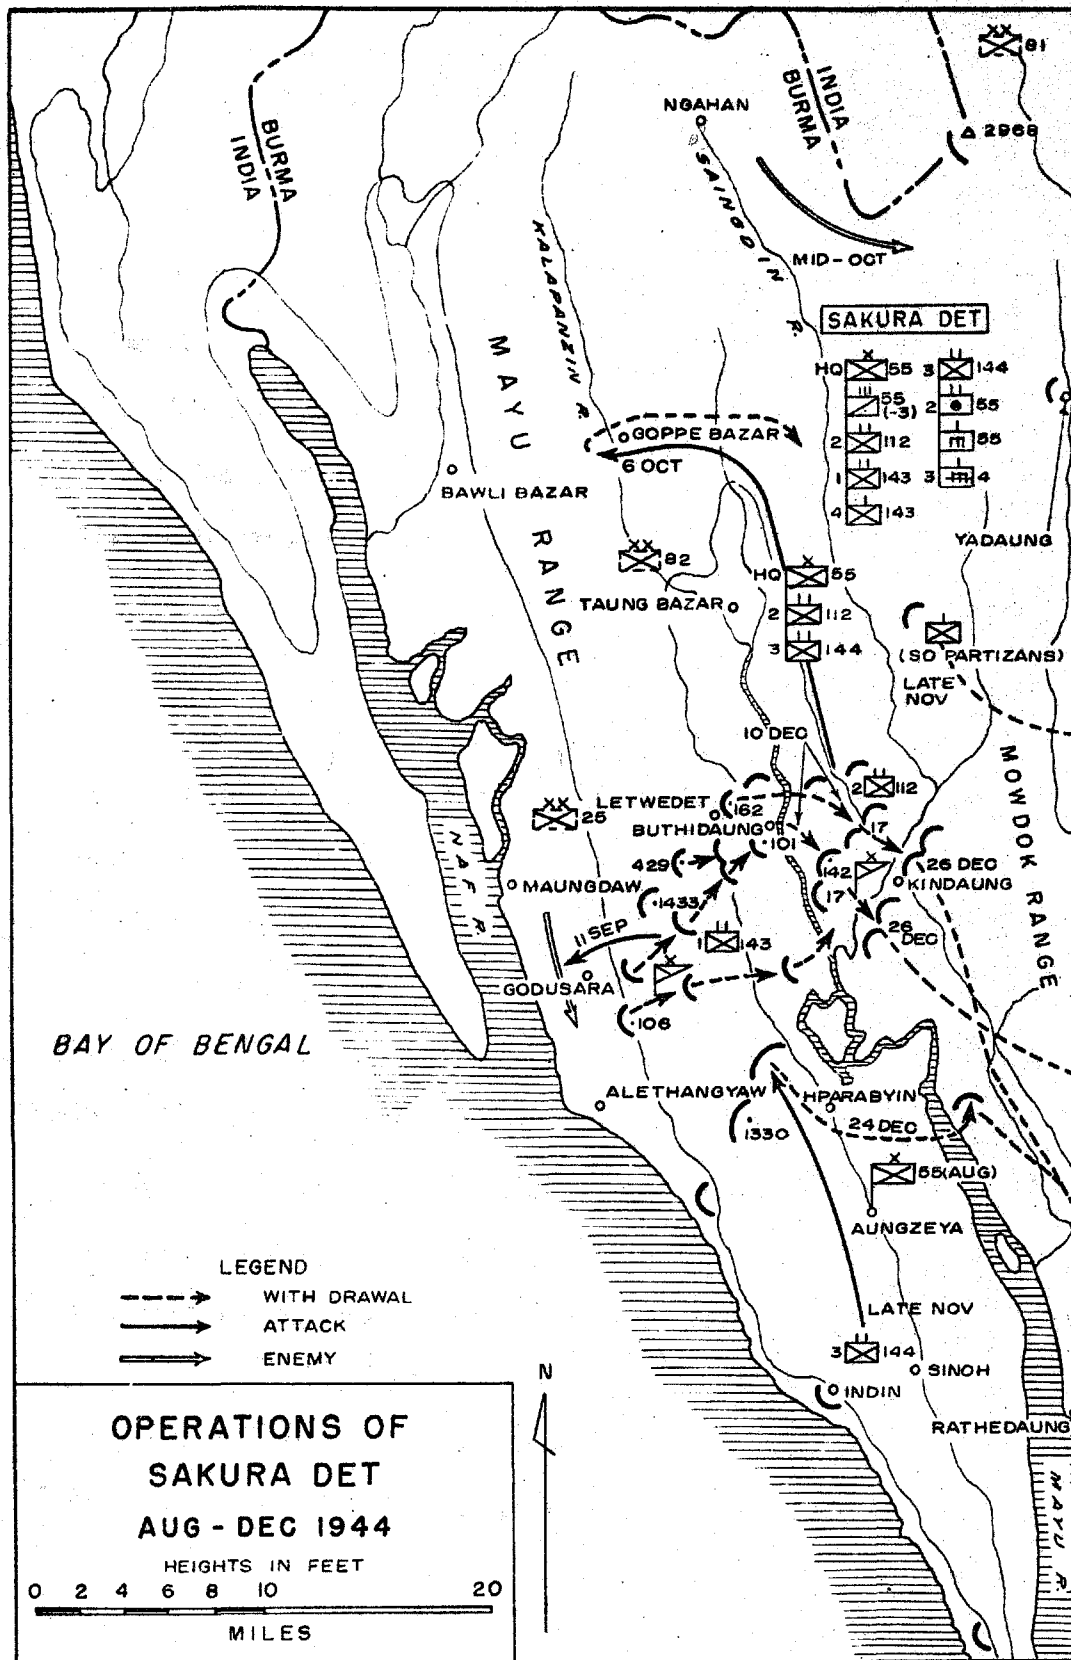 81
NGAHAN
INDIA
BURMA
BURMA
INDIA
2968
SAINGDIN R.
KALAPANZIN R.
MID-OCT
SAKURA DET
HQ 55
3 144
55
(-3)
2 55
2 112
55
1 143
3 4
4 143
MAYU RANGE
GOPPE BAZAR
6 OCT
BAWLI BAZAR
YADAUNG
82
HQ 55
TAUNG BAZAR
2 112
3 144
(SO PARTIZANS)
LATE
NOV
10 DEC
MOWDOK RANGE
2 112
LETWEDET
162
25
BUTHIDAUNG
17
101
429
142
26 DEC
KINDAUNG
MAUNGDAW
NAF R.
1433
17
26
DEC
11 SEP
1 143
GODUSARA
106
BAY OF BENGAL
ALETHANGYAW
HPARABYIN
1330
24 DEC
55(AUG)
AUNGZEYA
LEGEND
WITH DRAWAL
ATTACK
ENEMY
LATE NOV
3 144
SINOH
INDIN
N
RATHEDAUNG
MAYU R.
OPERATIONS OF
SAKURA DET
AUG - DEC 1944
HEIGHTS IN FEET
0 2 4 6 8 10 20
MILES